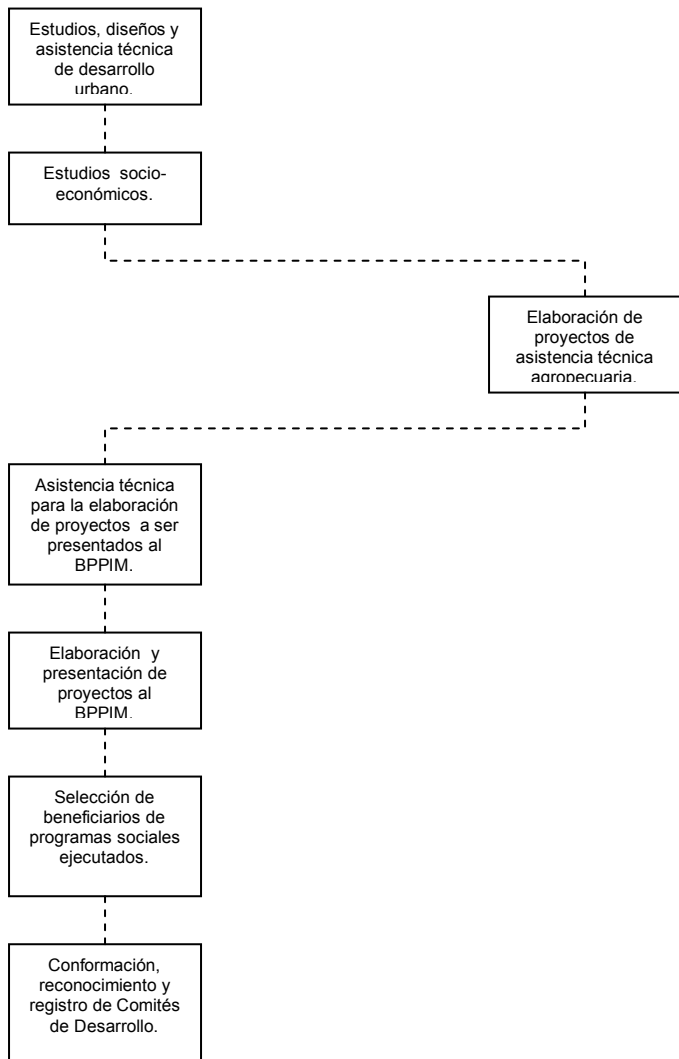 Estudios, diseños y
asistencia técnica
de desarrollo
urbano.
Estudios socio-
económicos.
Elaboración de
proyectos de
asistencia técnica
agropecuaria.
Asistencia técnica
para la elaboración
de proyectos a ser
presentados al
BPPIM.
Elaboración y
presentación de
proyectos al
BPPIM.
Selección de
beneficiarios de
programas sociales
ejecutados.
Conformación,
reconocimiento y
registro de Comités
de Desarrollo.